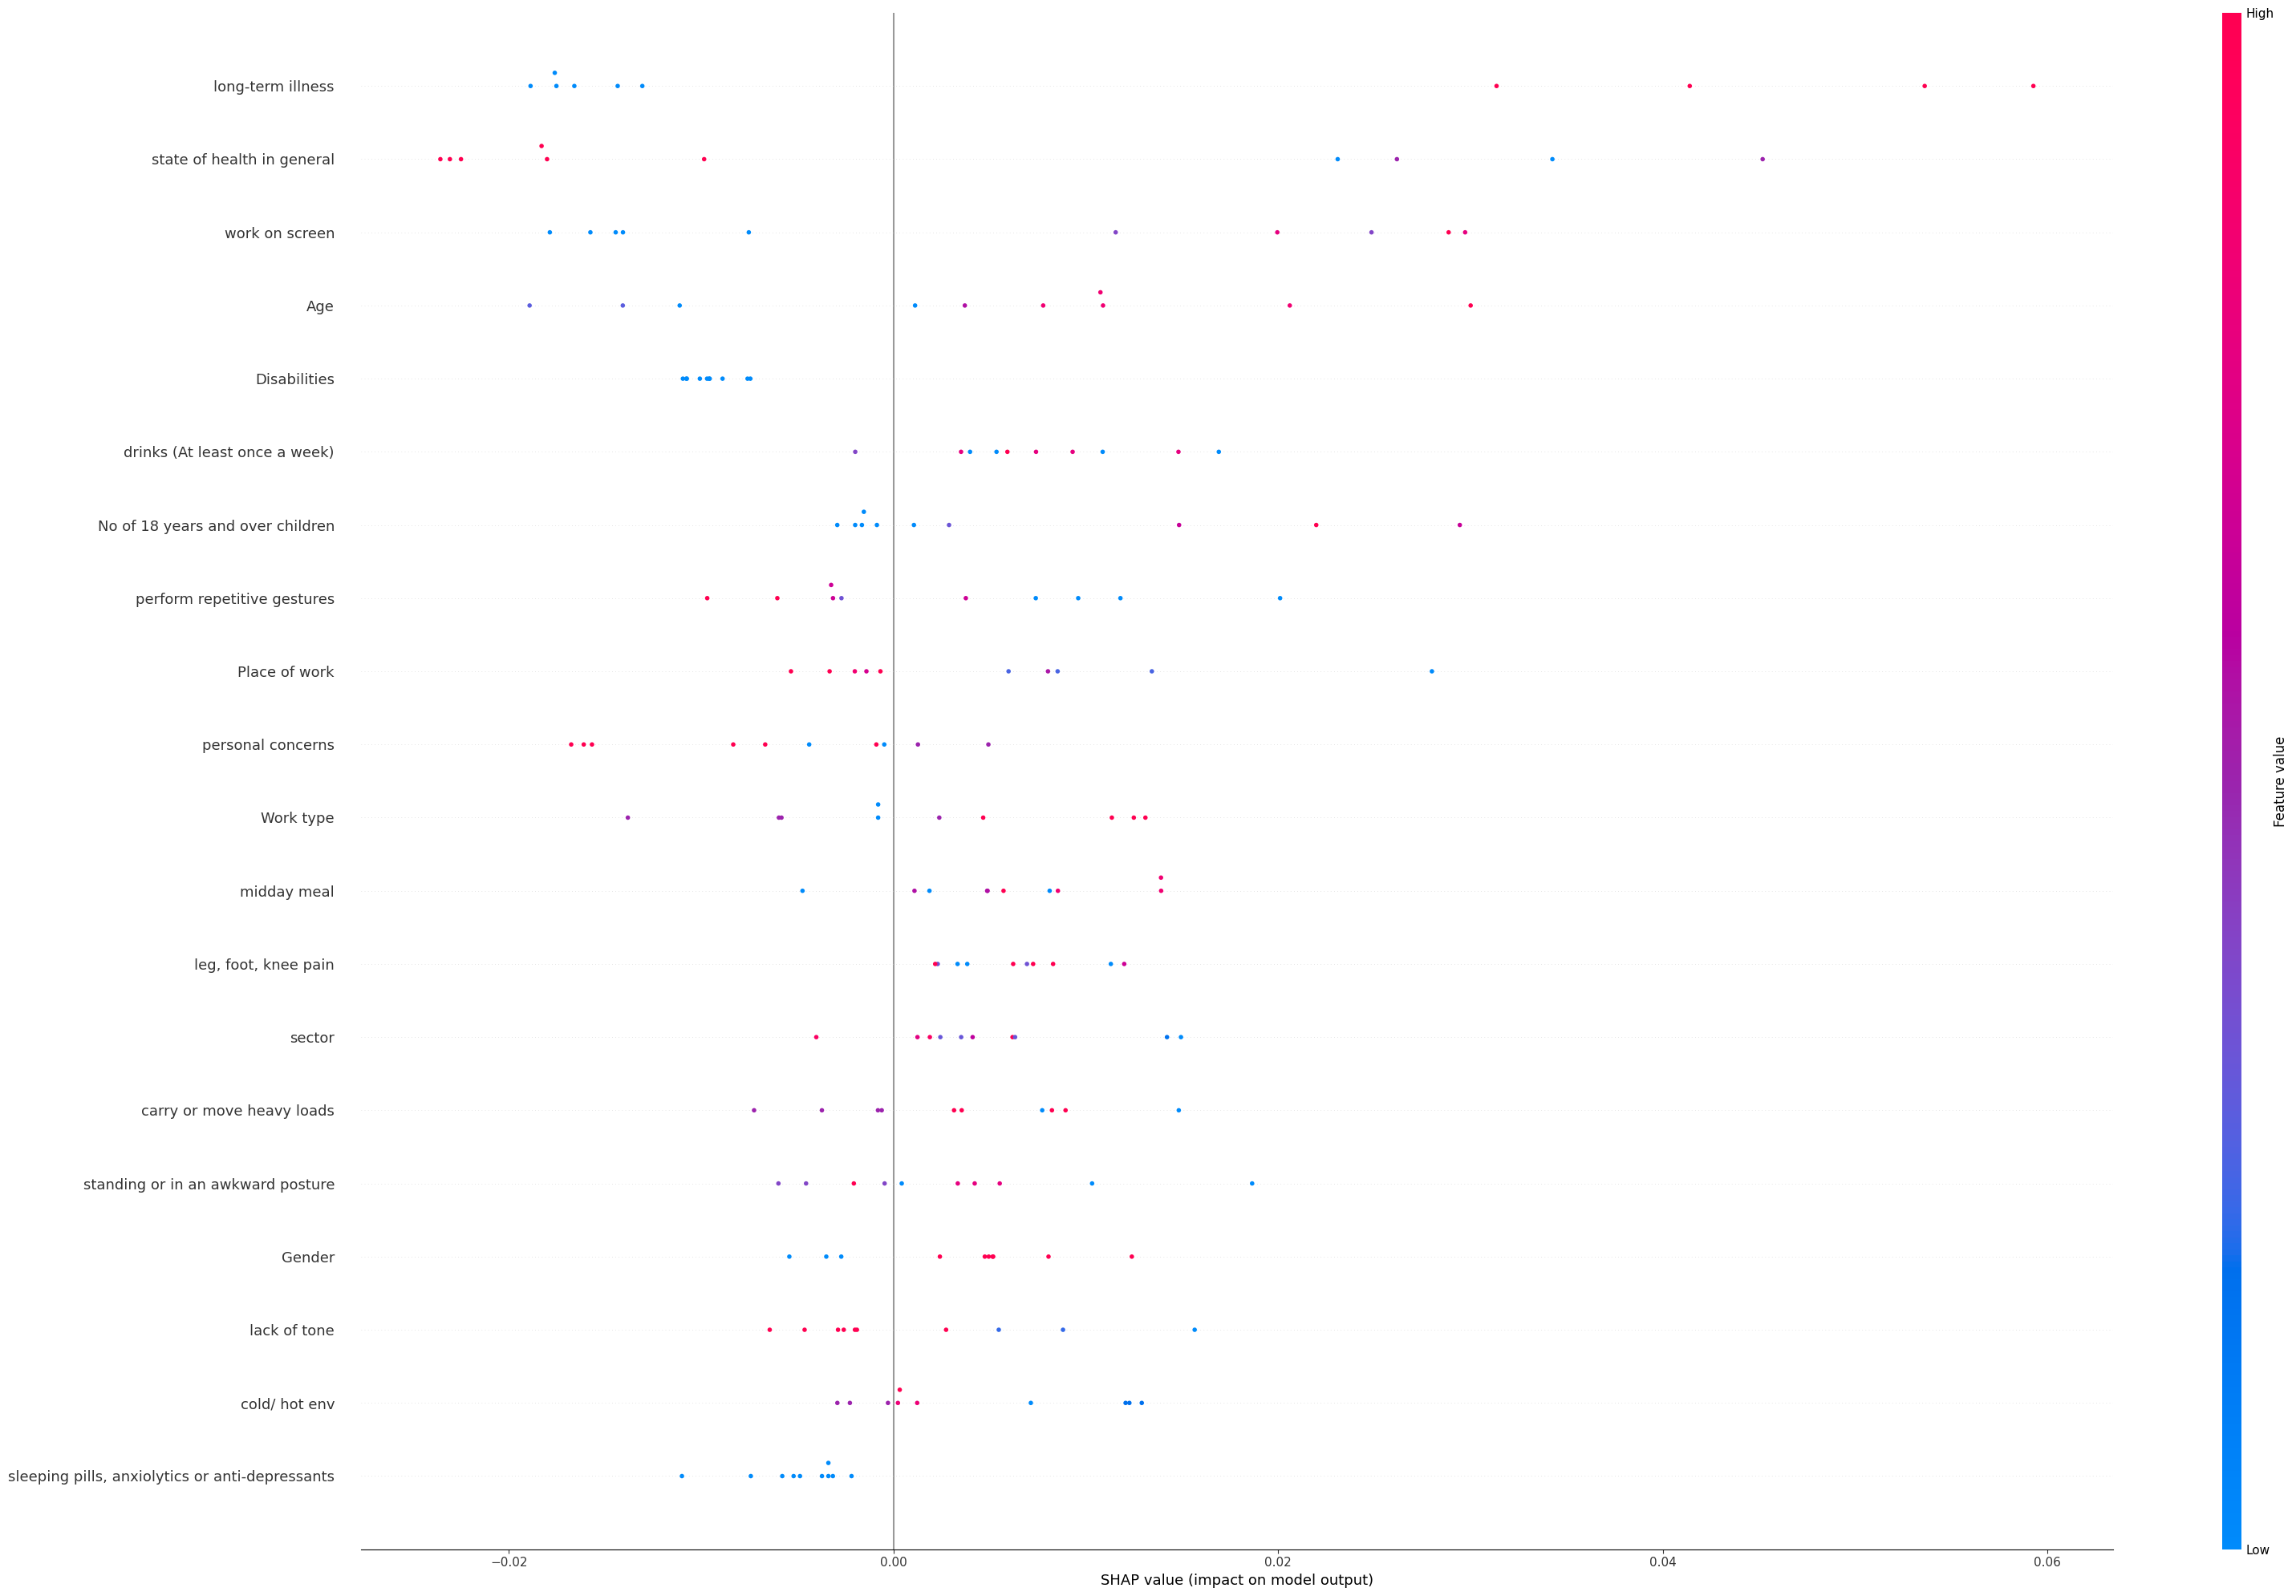 High
long-term illness
state of health in general
work on screen
Age
Disabilities
drinks (At least once a week)
No of 18 years and over children
perform repetitive gestures
Place of work
personal concerns
Feature value
Work type
midday meal
leg, foot, knee pain
sector
carry or move heavy loads
standing or in an awkward posture
Gender
lack of tone
cold/ hot env
sleeping pills, anxiolytics or anti-depressants
Low
−0.02 0.00 0.02 0.04 0.06
SHAP value (impact on model output)